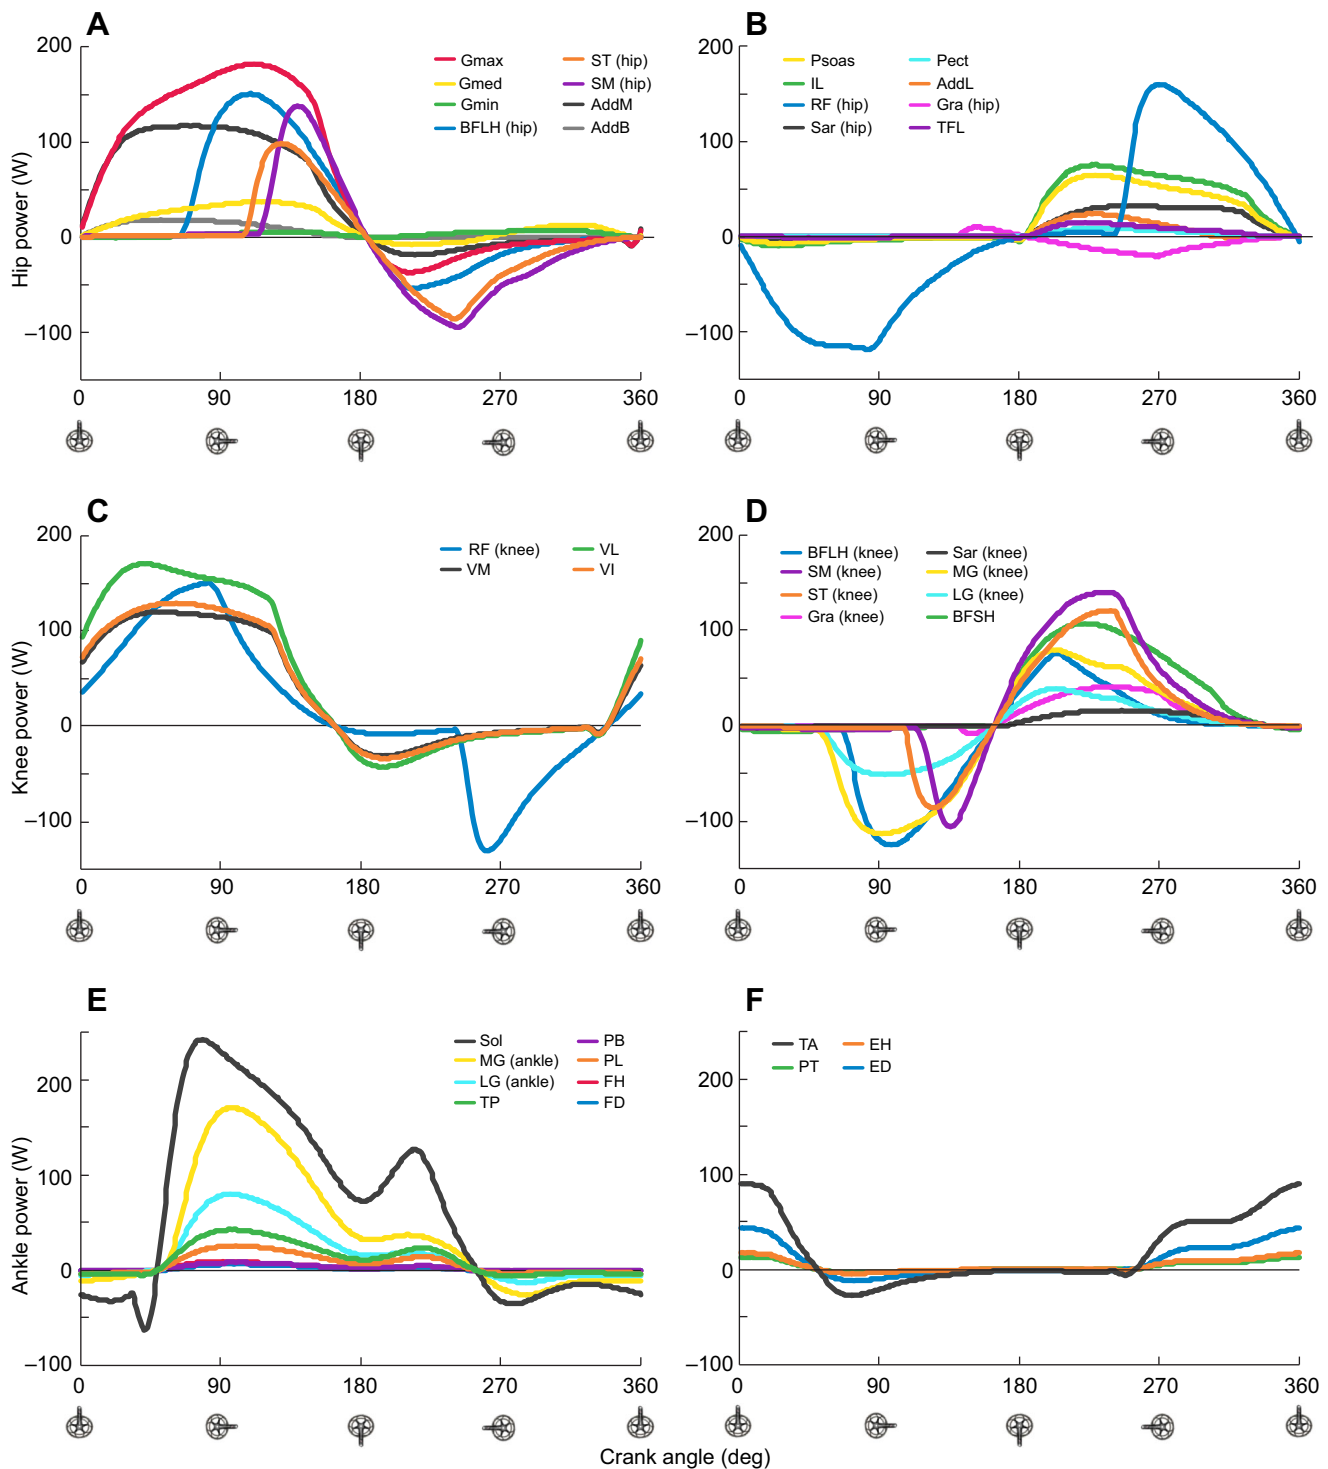 A
B
200
100
0
–100
Hip power (W)
Gmax
Gmed
Gmin
BFLH (hip)
ST (hip)
SM (hip)
AddM
AddB
0
90
180
270
360
200
100
0
–100
Psoas
IL
RF (hip)
Sar (hip)
Pect
AddL
Gra (hip)
TFL
0
90
180
270
360
C
D
200
100
0
–100
Knee power (W)
RF (knee)
VM
VL
VI
0
90
180
270
360
200
100
0
–100
BFLH (knee)
SM (knee)
ST (knee)
Gra (knee)
Sar (knee)
MG (knee)
LG (knee)
BFSH
0
90
180
270
360
E
F
200
100
0
–100
Ankle power (W)
Sol
MG (ankle)
LG (ankle)
TP
PB
PL
FH
FD
0
90
180
270
360
200
100
0
–100
TA
PT
EH
ED
0
90
180
270
360
Crank angle (deg)